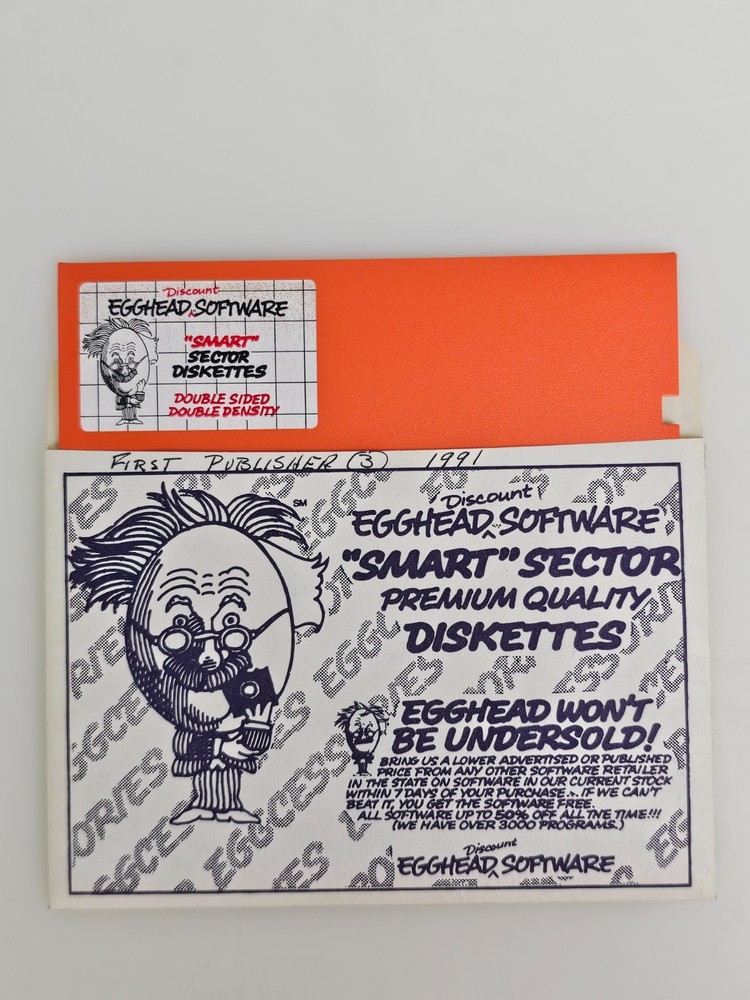 Discount
EGGHEAD SOFTWARE
"SMART"
SECTOR
DISKETTES
DOUBLE SIDED
DOUBLE DENSITY
FIRST PUBLISHER (3) 1991
SM
Discount
EGGHEAD SOFTWARE
"SMART" SECTOR
PREMIUM QUALITY
DISKETTES
EGGHEAD WON'T
BE UNDERSOLD!
BRING US A LOWER ADVERTISED OR PUBLISHED
PRICE FROM ANY OTHER SOFTWARE RETAILER
IN THE STATE ON SOFTWARE IN OUR CURRENT STOCK
WITHIN 7 DAYS OF YOUR PURCHASE... IF WE CAN'T
BEAT IT, YOU GET THE SOFTWARE FREE.
ALL SOFTWARE UP TO 50% OFF ALL THE TIME!!!
(WE HAVE OVER 3000 PROGRAMS.)
Discount
EGGHEAD SOFTWARE